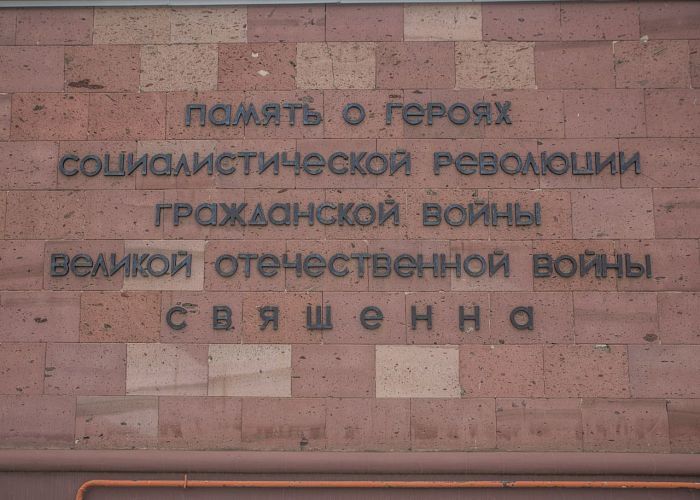 ПАМЯТЬ О ГЕРОЯХ
СОЦИАЛИСТИЧЕСКОЙ РЕВОЛЮЦИИ
ГРАЖДАНСКОЙ ВОЙНЫ
ВЕЛИКОЙ ОТЕЧЕСТВЕННОЙ ВОЙНЫ
СВЯЩЕННА